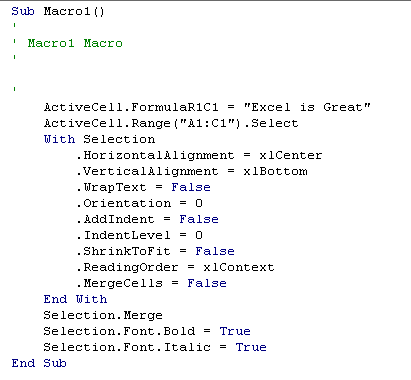 Sub Macro1()
'
' Macro1 Macro
'

'
    ActiveCell.FormulaR1C1 = "Excel is Great"
    ActiveCell.Range("A1:C1").Select
    With Selection
        .HorizontalAlignment = xlCenter
        .VerticalAlignment = xlBottom
        .WrapText = False
        .Orientation = 0
        .AddIndent = False
        .IndentLevel = 0
        .ShrinkToFit = False
        .ReadingOrder = xlContext
        .MergeCells = False
    End With
    Selection.Merge
    Selection.Font.Bold = True
    Selection.Font.Italic = True
End Sub